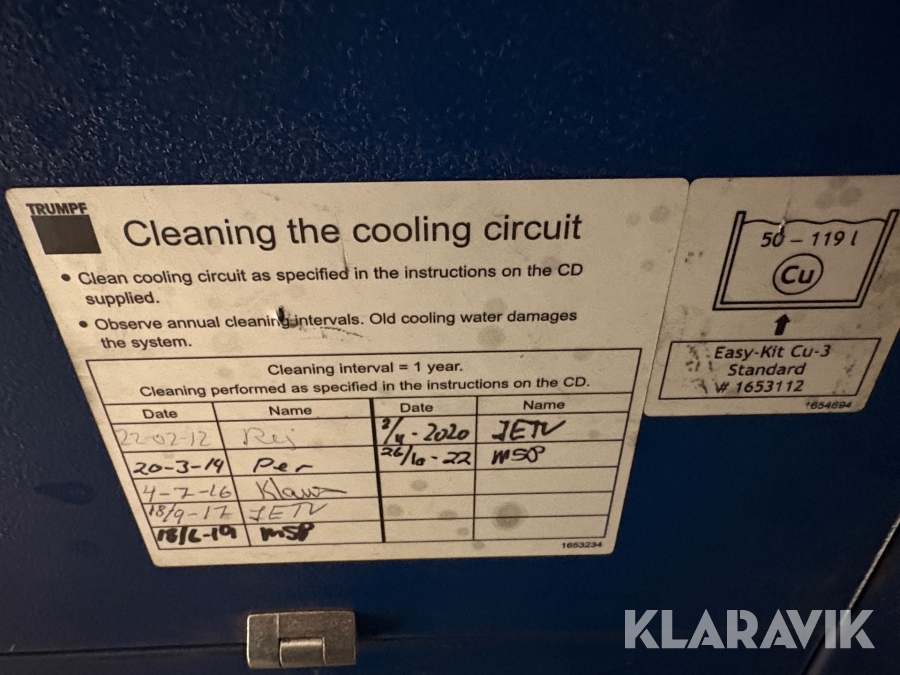 TRUMPF
Cleaning the cooling circuit
• Clean cooling circuit as specified in the instructions on the CD
supplied.
• Observe annual cleaning intervals. Old cooling water damages
the system.
Cleaning interval = 1 year.
Cleaning performed as specified in the instructions on the CD.
Date Name Date Name
22-02-12 Rej 2/4-2020 JETV
20-3-14 Per 26/10-22 MSP
4-7-16 Klaus
18/9-17 JETV
18/6-19 MSP
1653234
50 – 119 l
Cu
Easy-Kit Cu-3
Standard
# 1653112
1654694
KLARAVIK